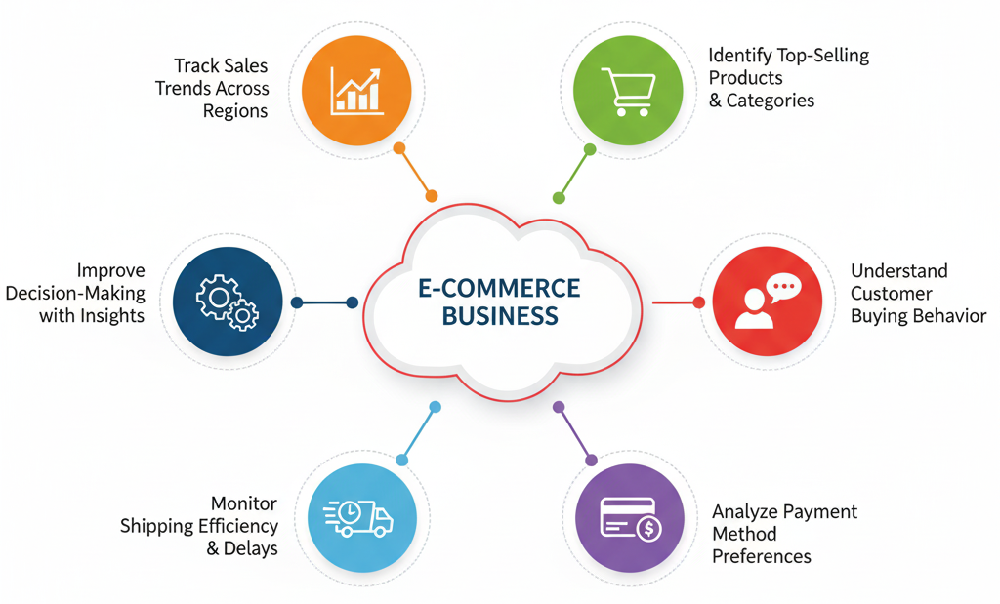 Track Sales
Trends Across
Regions
Identify Top-Selling
Products
& Categories
Improve
Decision-Making
with Insights
E-COMMERCE
BUSINESS
Understand
Customer
Buying Behavior
Monitor
Shipping Efficiency
& Delays
$
Analyze Payment
Method
Preferences